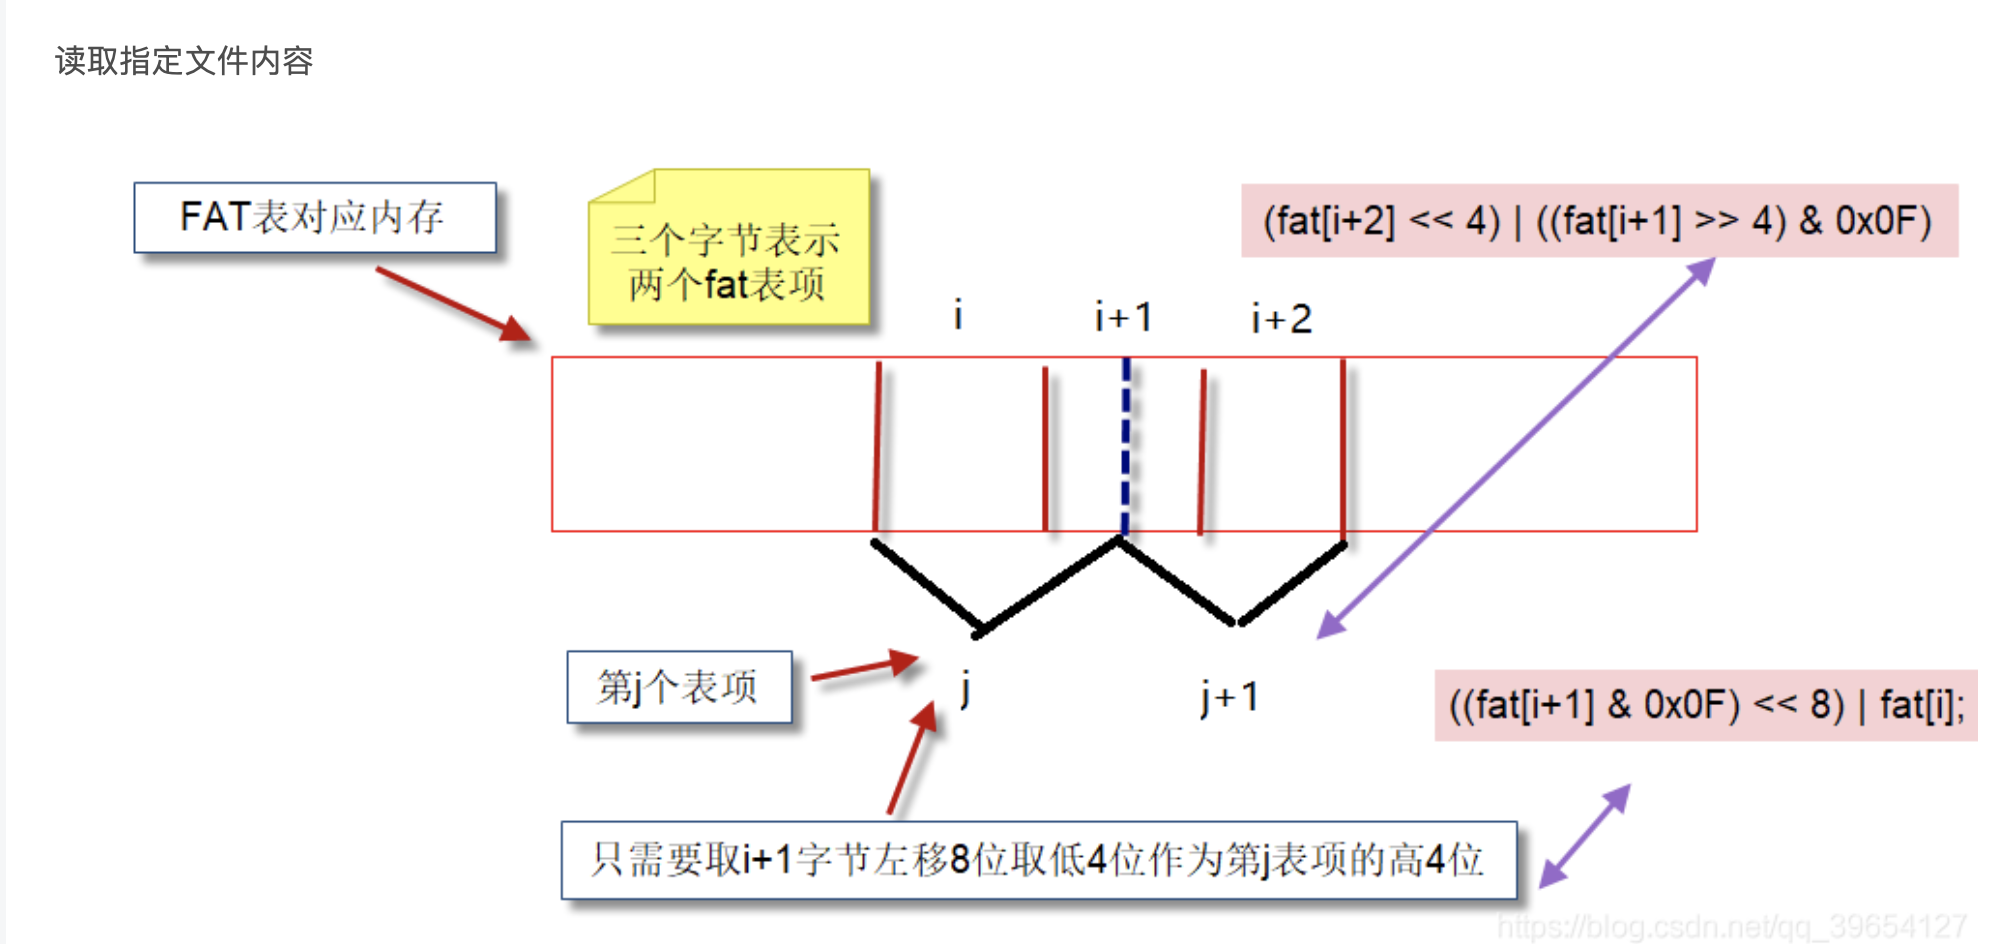 读取指定文件内容
FAT表对应内存
三个字节表示
两个fat表项
(fat[i+2] << 4) | ((fat[i+1] >> 4) & 0x0F)
i
i+1
i+2
第j个表项
j
j+1
((fat[i+1] & 0x0F) << 8) | fat[i];
只需要取i+1字节左移8位取低4位作为第j表项的高4位
https://blog.csdn.net/qq_39654127